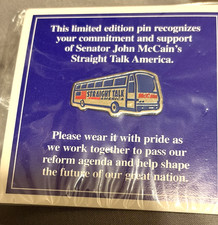 This limited edition pin recognizes
your commitment and support
of Senator John McCain's
Straight Talk America.
STRAIGHT TALK
Please wear it with pride as
we work together to pass our
reform agenda and help shape
the future of our great nation.